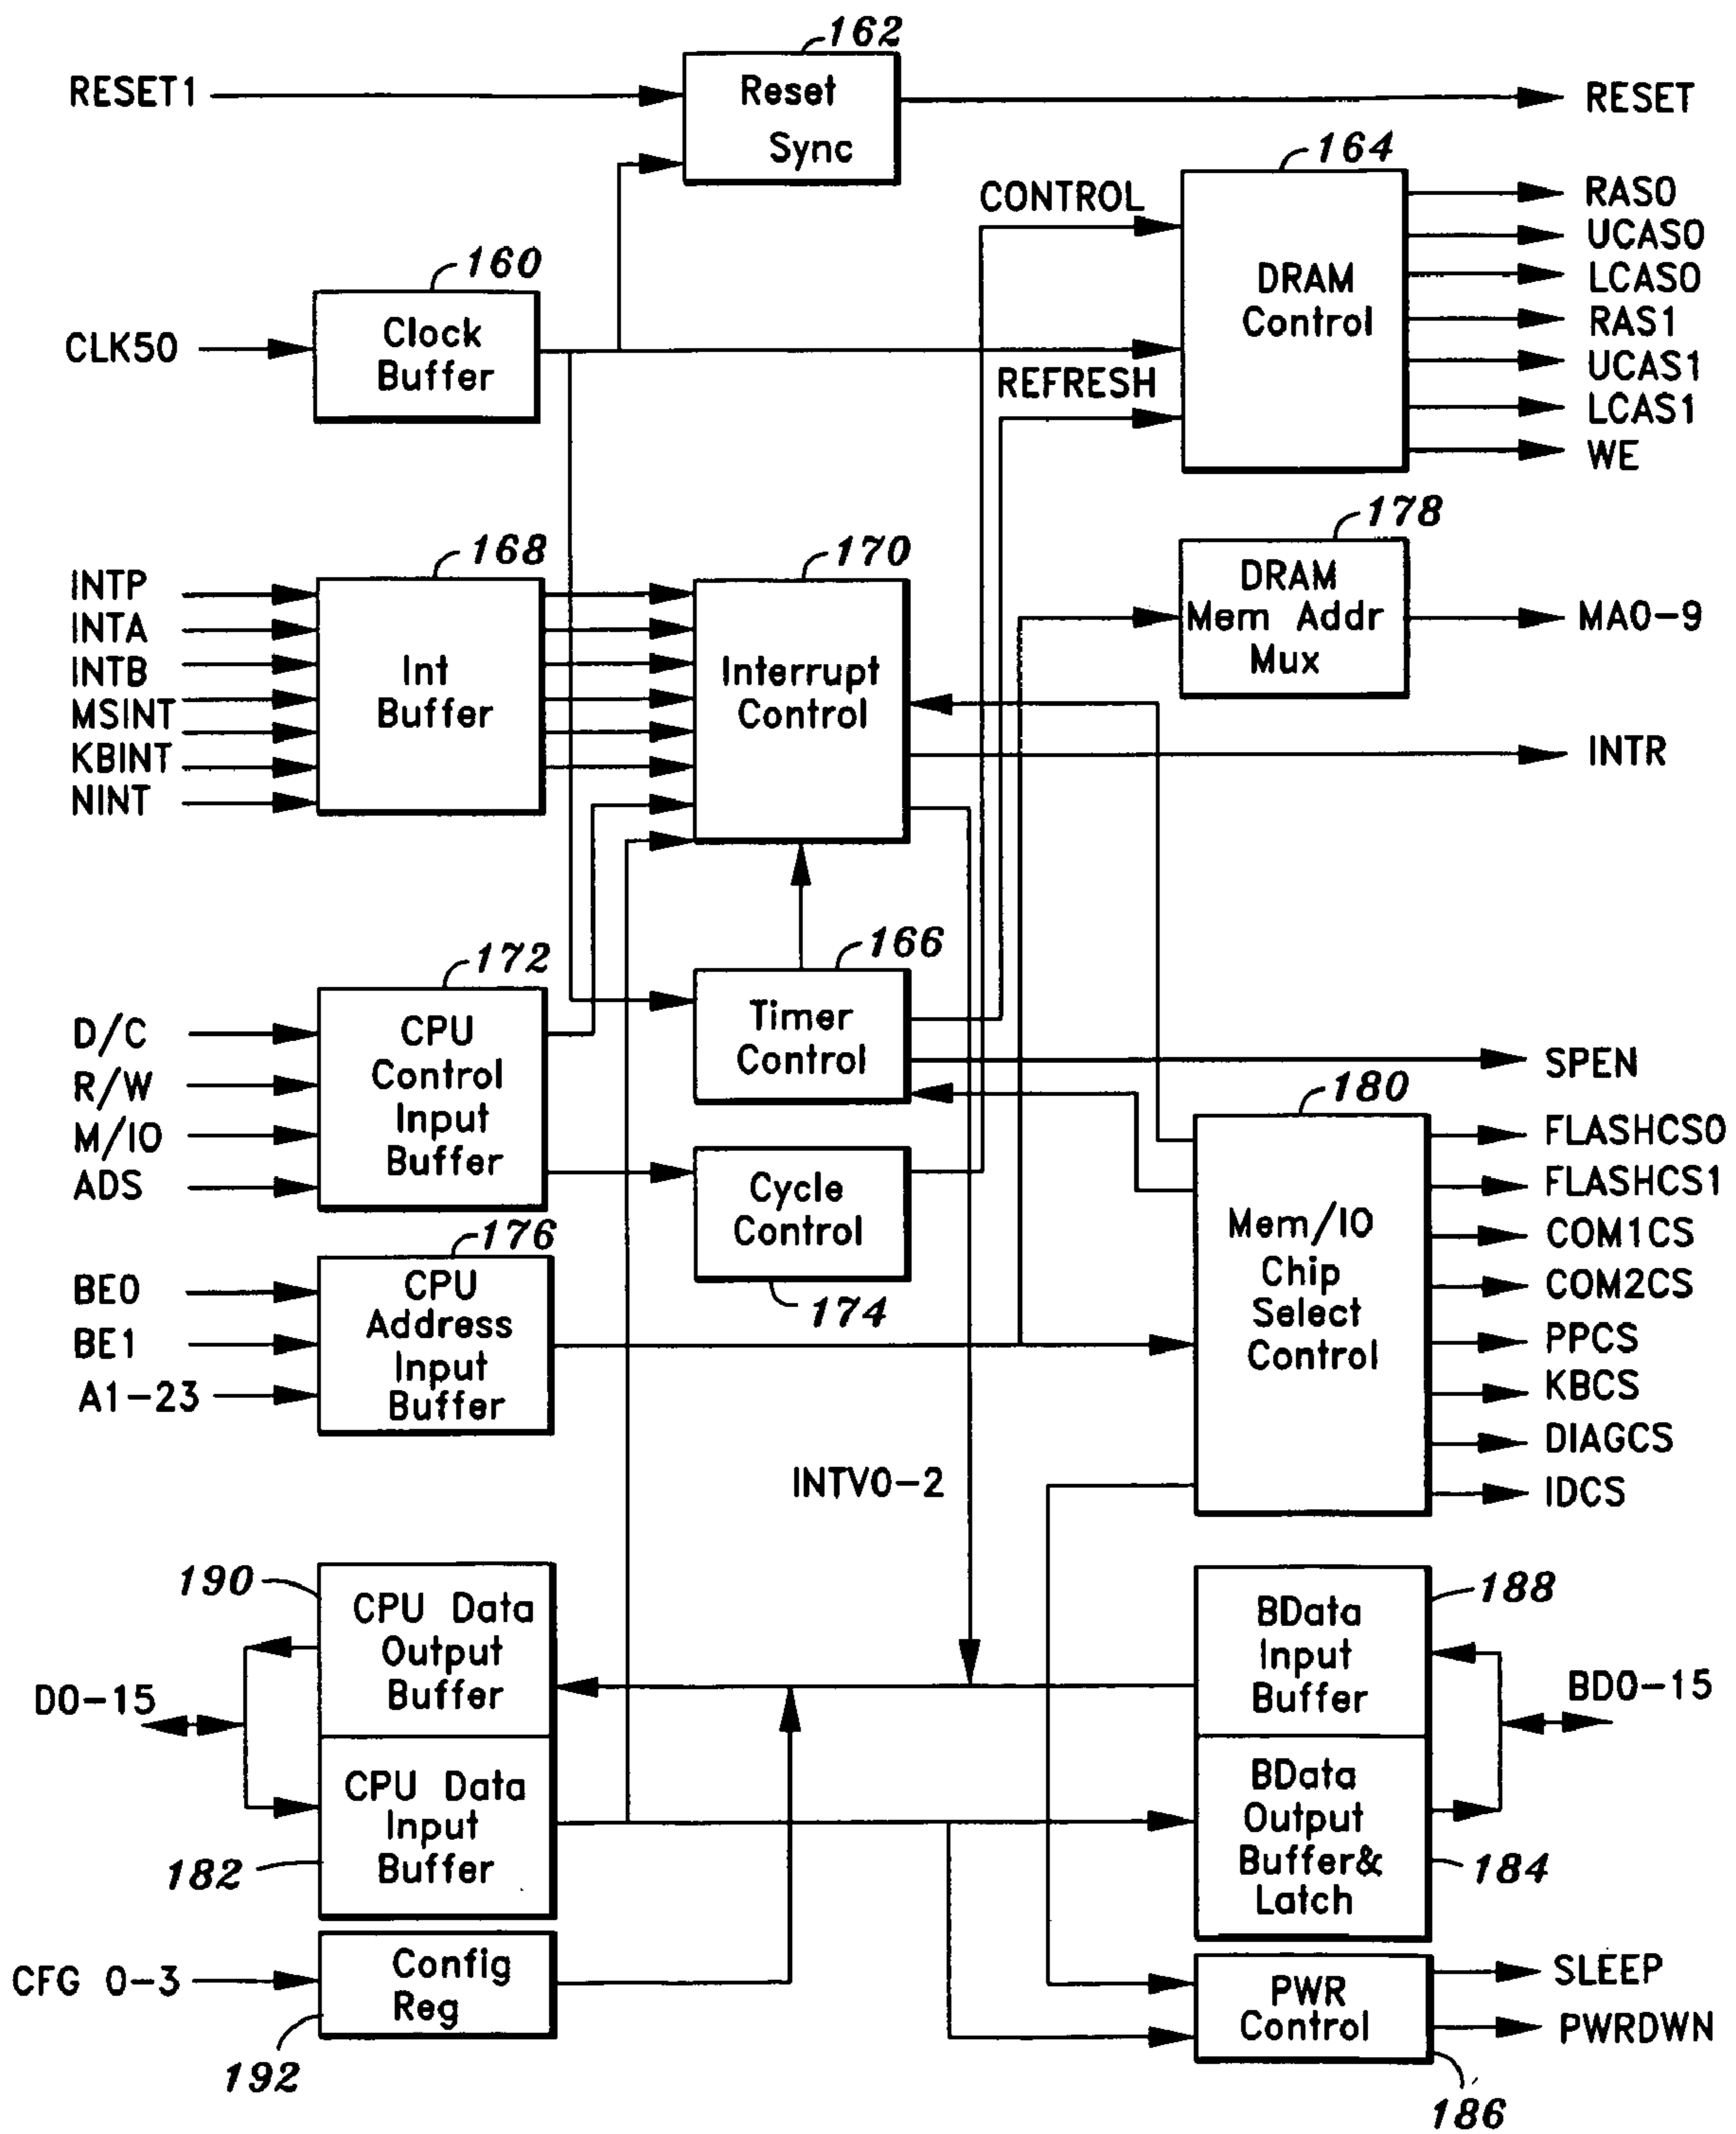 162
RESET1
Reset
Sync
RESET
164
CONTROL
RAS0
UCAS0
LCAS0
RAS1
UCAS1
LCAS1
WE
DRAM
Control
160
CLK50
Clock
Buffer
REFRESH
178
DRAM
Mem Addr
Mux
MA0-9
168
170
INTP
INTA
INTB
MSINT
KBINT
NINT
Int
Buffer
Interrupt
Control
INTR
172
166
D/C
R/W
M/IO
ADS
CPU
Control
Input
Buffer
Timer
Control
SPEN
180
FLASHCS0
FLASHCS1
COM1CS
COM2CS
PPCS
KBCS
DIAGCS
IDCS
Mem/IO
Chip
Select
Control
Cycle
Control
174
176
BE0
BE1
A1-23
CPU
Address
Input
Buffer
INTV0-2
190
CPU Data
Output
Buffer
188
BData
Input
Buffer
D0-15
BD0-15
CPU Data
Input
Buffer
182
BData
Output
Buffer&
Latch
184
CFG 0-3
Config
Reg
192
PWR
Control
SLEEP
PWRDWN
186